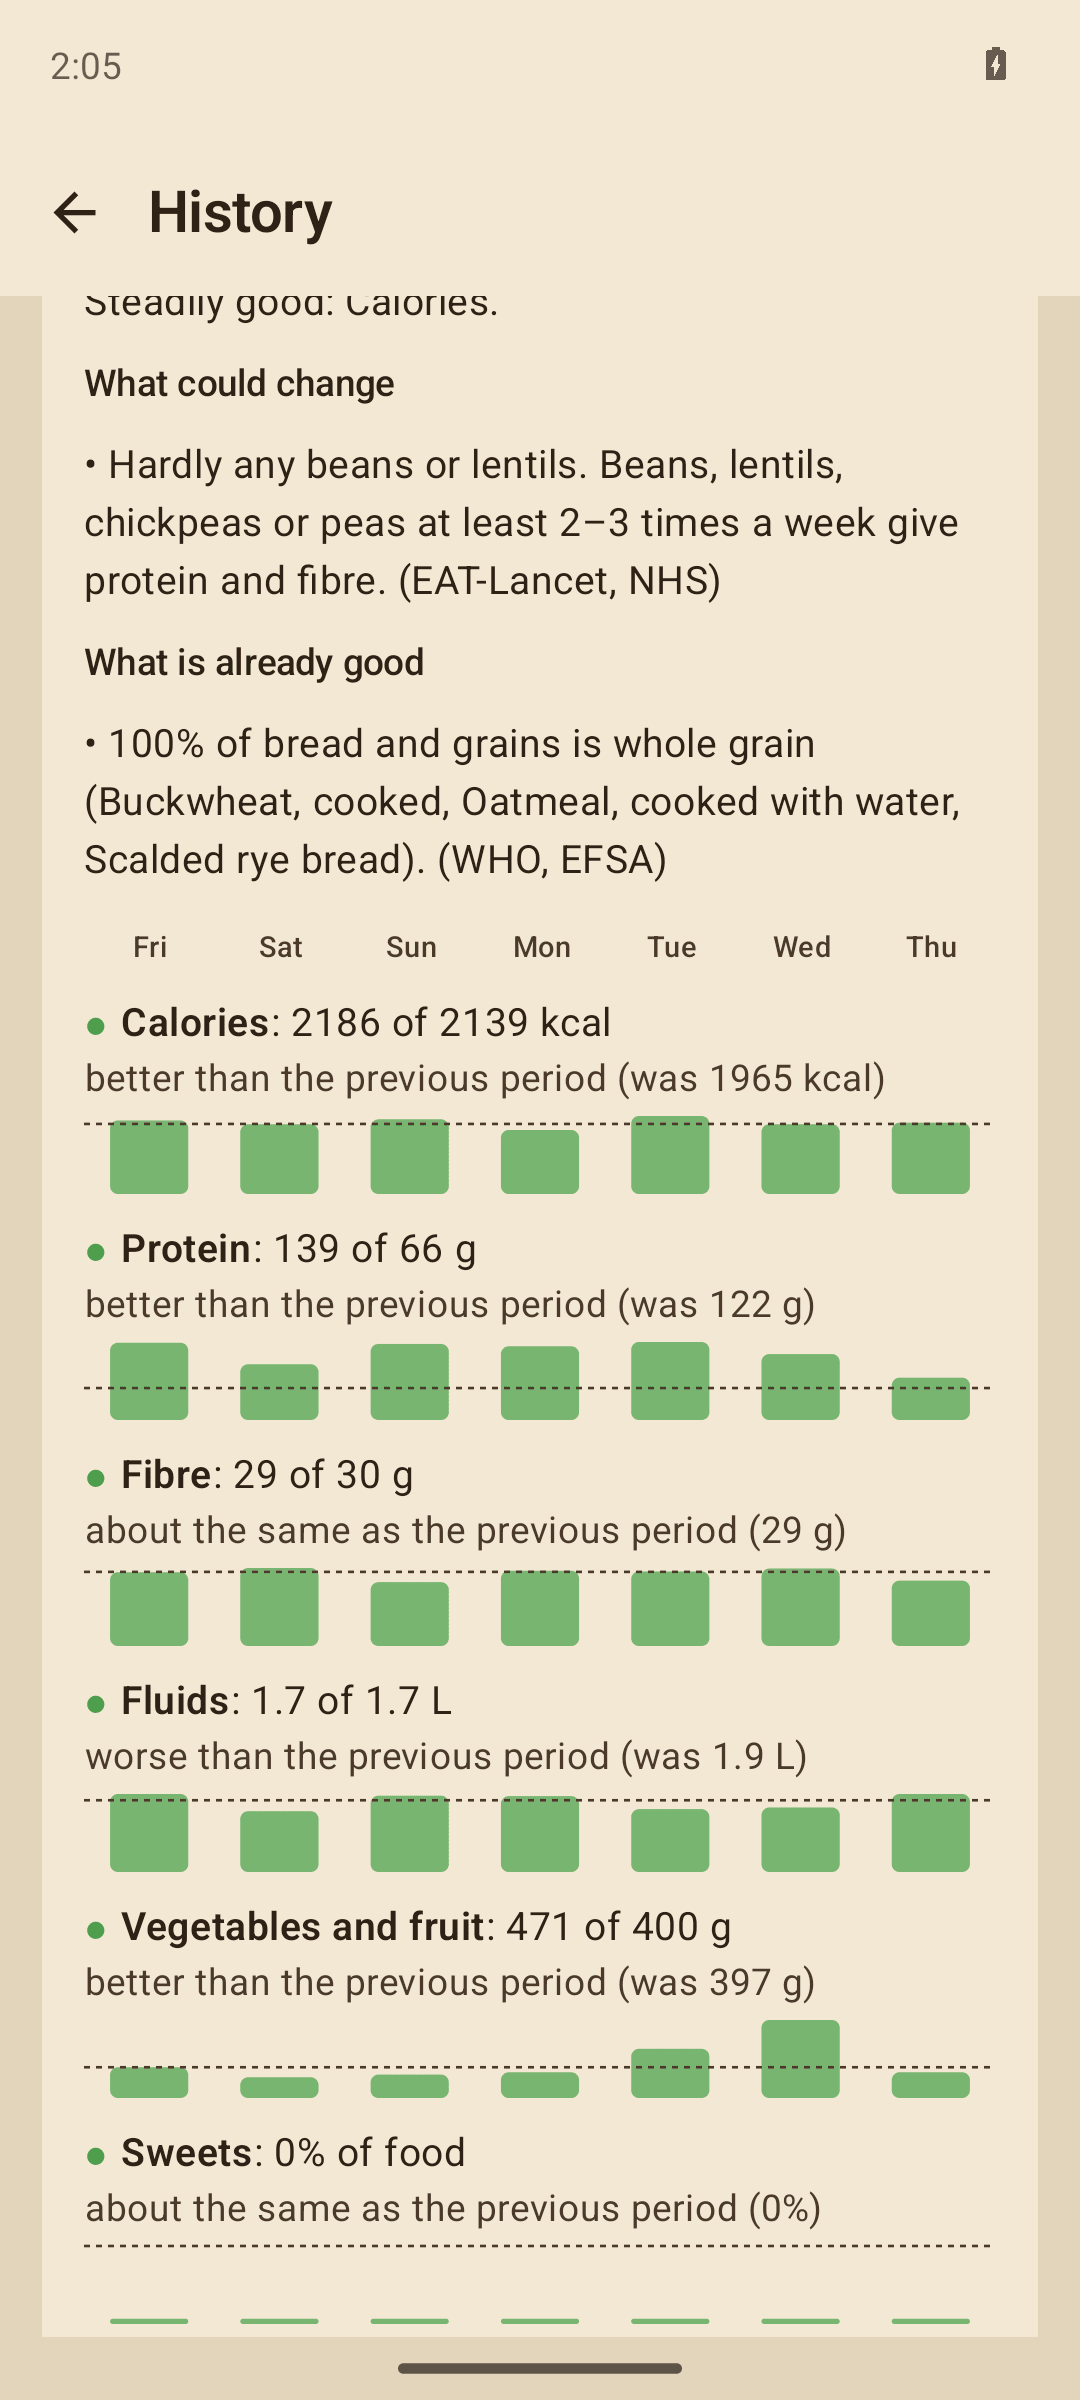 2:05
History
Steadily good: Calories.
What could change
• Hardly any beans or lentils. Beans, lentils,
chickpeas or peas at least 2–3 times a week give
protein and fibre. (EAT-Lancet, NHS)
What is already good
• 100% of bread and grains is whole grain
(Buckwheat, cooked, Oatmeal, cooked with water,
Scalded rye bread). (WHO, EFSA)
Fri Sat Sun Mon Tue Wed Thu
● Calories: 2186 of 2139 kcal
better than the previous period (was 1965 kcal)
● Protein: 139 of 66 g
better than the previous period (was 122 g)
● Fibre: 29 of 30 g
about the same as the previous period (29 g)
● Fluids: 1.7 of 1.7 L
worse than the previous period (was 1.9 L)
● Vegetables and fruit: 471 of 400 g
better than the previous period (was 397 g)
● Sweets: 0% of food
about the same as the previous period (0%)